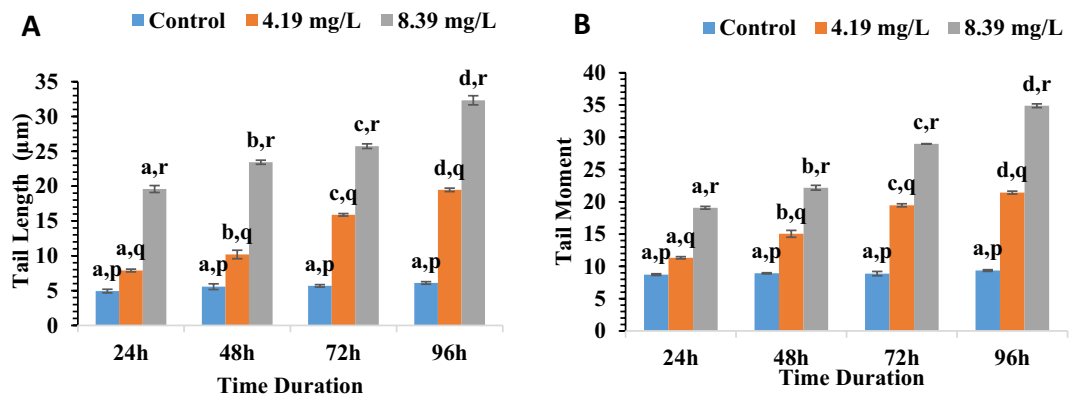 A
Control 4.19 mg/L 8.39 mg/L
Tail Length (µm)
35
30
25
20
15
10
5
0
a,p a,q a,r
a,p b,q b,r
a,p c,q c,r
a,p d,q d,r
24h 48h 72h 96h
Time Duration
B
Control 4.19 mg/L 8.39 mg/L
Tail Moment
40
35
30
25
20
15
10
5
0
a,p a,q a,r
a,p b,q b,r
a,p c,q c,r
a,p d,q d,r
24h 48h 72h 96h
Time Duration